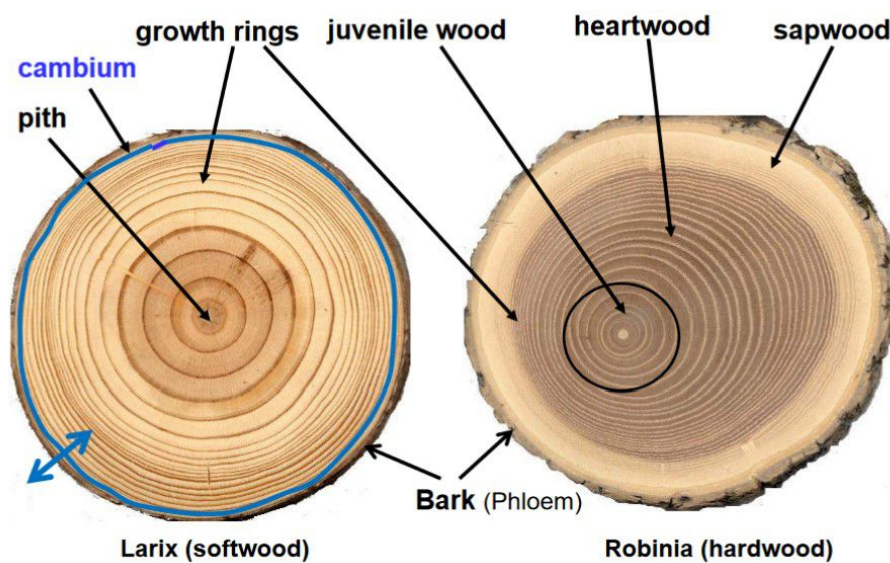 growth rings
juvenile wood
heartwood
sapwood
cambium
pith
Bark (Phloem)
Larix (softwood)
Robinia (hardwood)